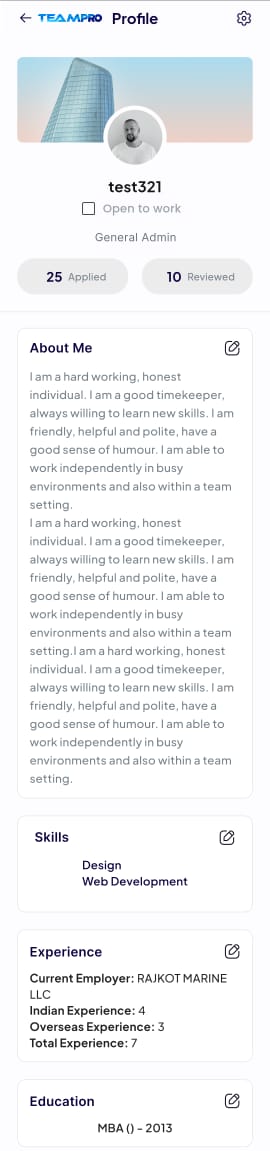 TEAMPRO Profile
test321
Open to work
General Admin
25 Applied 10 Reviewed
About Me
I am a hard working, honest
individual. I am a good timekeeper,
always willing to learn new skills. I am
friendly, helpful and polite, have a
good sense of humour. I am able to
work independently in busy
environments and also within a team
setting.
I am a hard working, honest
individual. I am a good timekeeper,
always willing to learn new skills. I am
friendly, helpful and polite, have a
good sense of humour. I am able to
work independently in busy
environments and also within a team
setting.I am a hard working, honest
individual. I am a good timekeeper,
always willing to learn new skills. I am
friendly, helpful and polite, have a
good sense of humour. I am able to
work independently in busy
environments and also within a team
setting.
Skills
Design
Web Development
Experience
Current Employer: RAJKOT MARINE
LLC
Indian Experience: 4
Overseas Experience: 3
Total Experience: 7
Education
MBA () - 2013